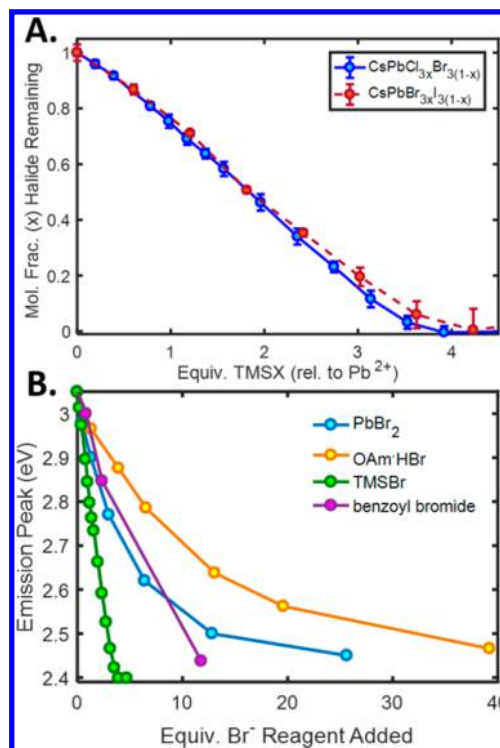 A.
CsPbCl3xBr3(1-x)
CsPbBr3xI3(1-x)
Mol. Frac. (x) Halide Remaining
1
0.8
0.6
0.4
0.2
0
0 1 2 3 4
Equiv. TMSX (rel. to Pb2+)
B.
PbBr2
OAm·HBr
TMSBr
benzoyl bromide
Emission Peak (eV)
3
2.9
2.8
2.7
2.6
2.5
2.4
0 10 20 30 40
Equiv. Br- Reagent Added